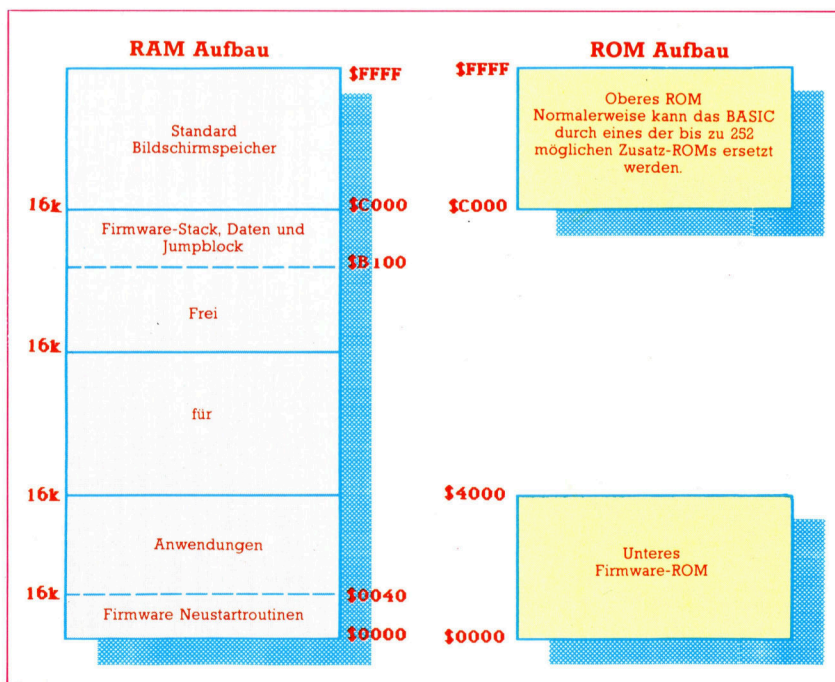 RAM Aufbau
$FFFF
Standard
Bildschirmspeicher
16k
$C000
Firmware-Stack, Daten und
Jumpblock
$B100
Frei
16k
für
16k
Anwendungen
16k
$0040
Firmware Neustartroutinen
$0000
ROM Aufbau
$FFFF
Oberes ROM
Normalerweise kann das BASIC
durch eines der bis zu 252
möglichen Zusatz-ROMs ersetzt
werden.
$C000
$4000
Unteres
Firmware-ROM
$0000